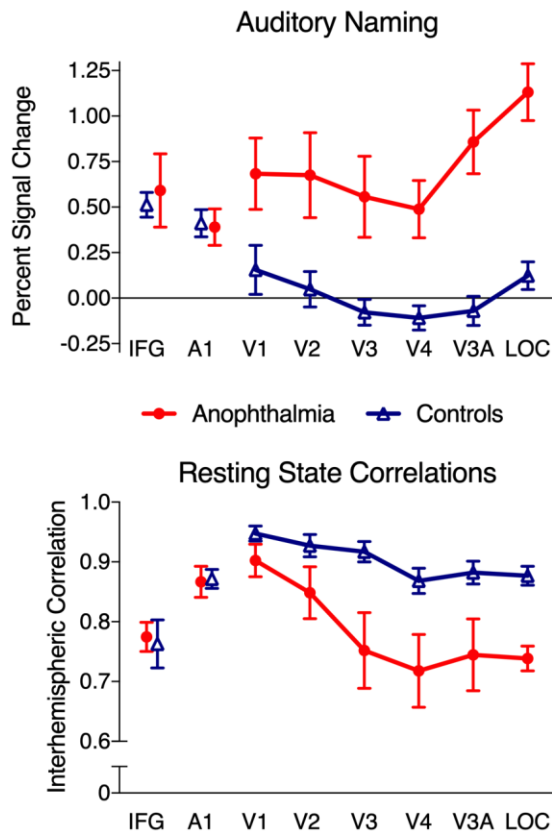 Auditory Naming
Percent Signal Change
1.25
1.00
0.75
0.50
0.25
0.00
-0.25
IFG A1 V1 V2 V3 V4 V3A LOC
Anophthalmia Controls
Resting State Correlations
Interhemispheric Correlation
1.0
0.9
0.8
0.7
0.6
0
IFG A1 V1 V2 V3 V4 V3A LOC